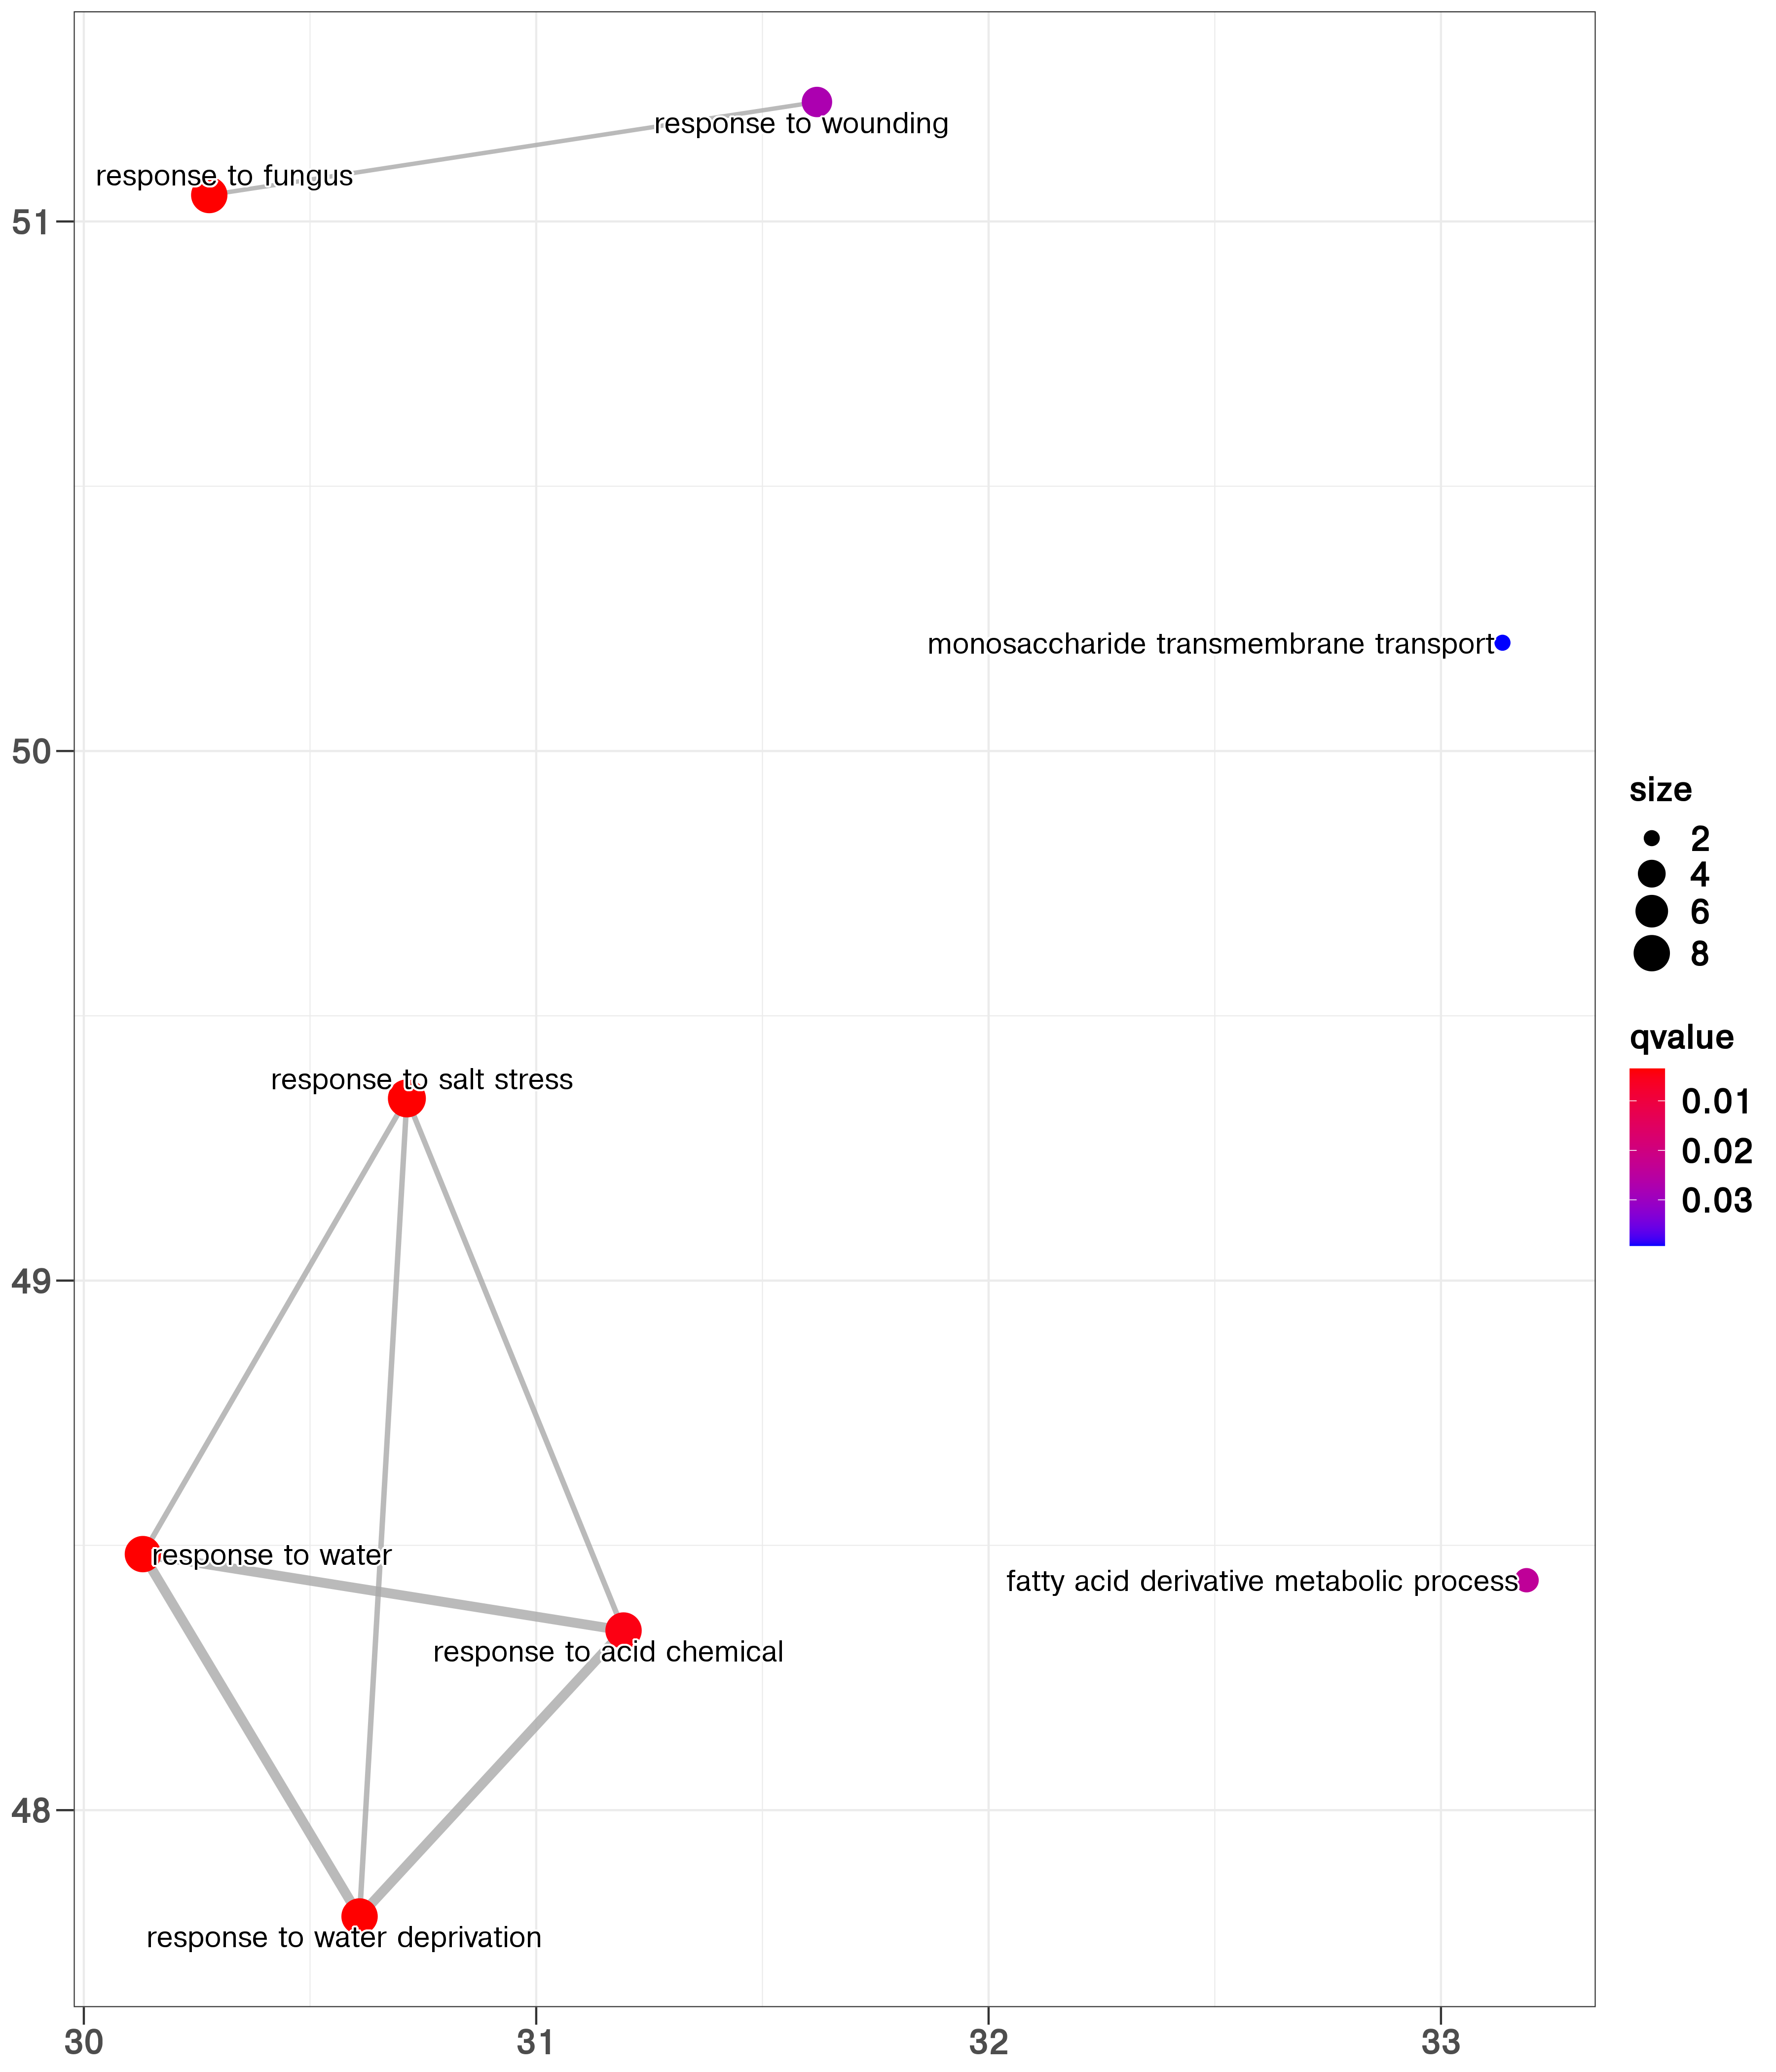 response to wounding
response to fungus
51
monosaccharide transmembrane transport
50
size
2
4
6
8
qvalue
0.01
0.02
0.03
response to salt stress
49
response to water
fatty acid derivative metabolic process
response to acid chemical
48
response to water deprivation
30
31
32
33